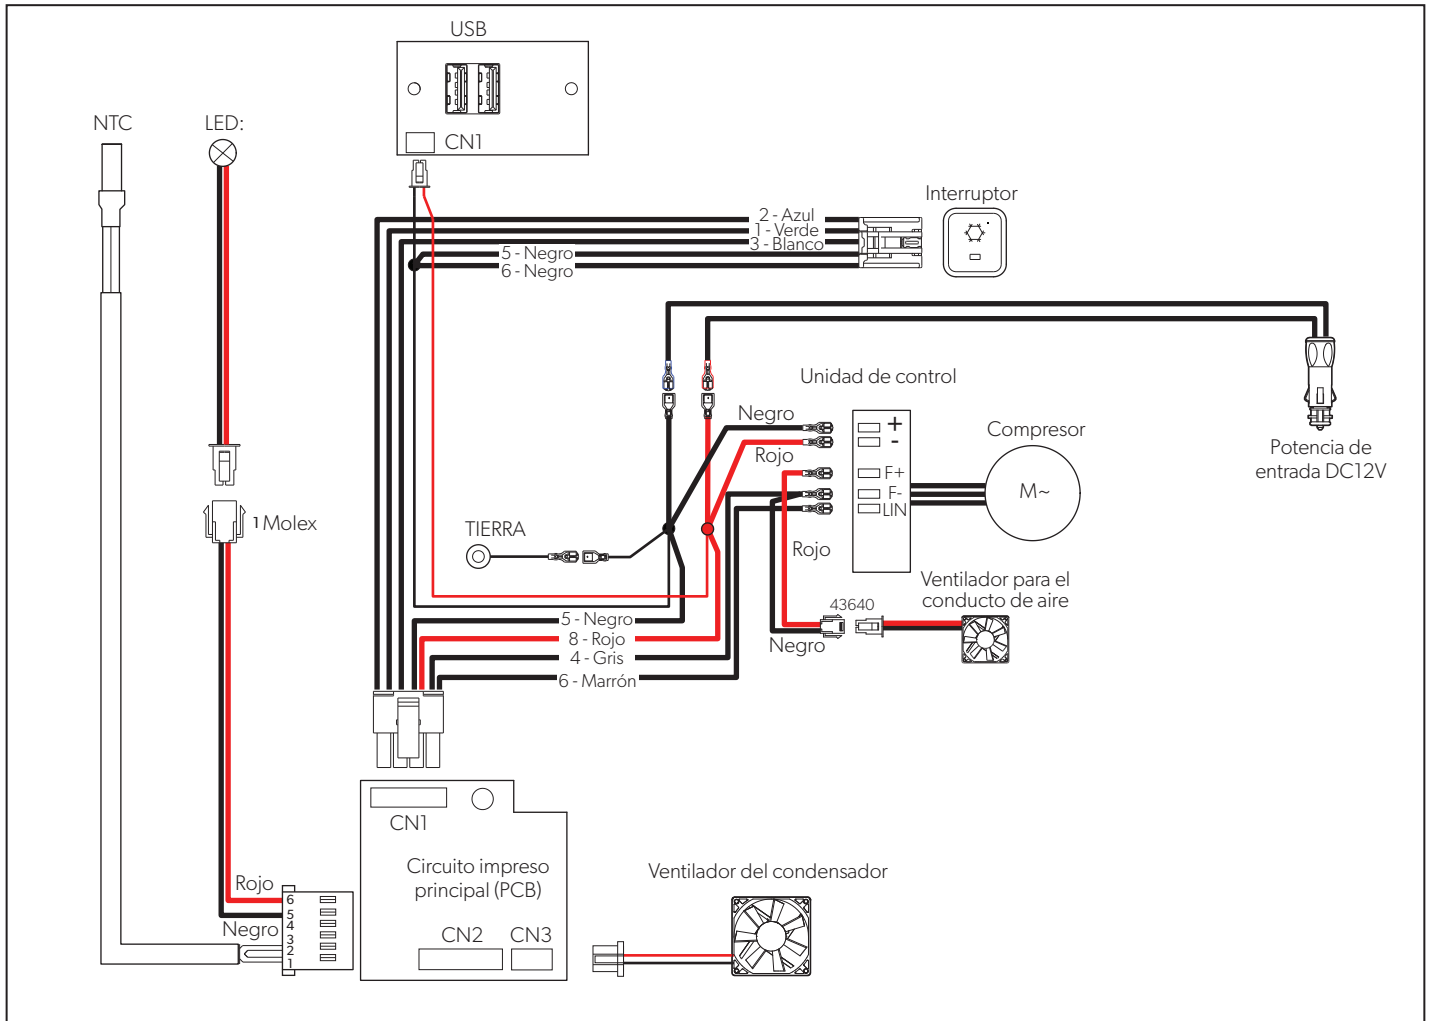 USB
NTC
LED:
CN1
Interruptor
2 - Azul
1 - Verde
3 - Blanco
5 - Negro
6 - Negro
Unidad de control
Negro
+
-
Rojo
F+
F-
LIN
Compresor
M~
Potencia de
entrada DC12V
1 Molex
TIERRA
Rojo
Ventilador para el
conducto de aire
43640
Negro
5 - Negro
8 - Rojo
4 - Gris
6 - Marrón
CN1
Circuito impreso
principal (PCB)
CN2 CN3
Ventilador del condensador
Rojo
Negro
6
5
4
3
2
1